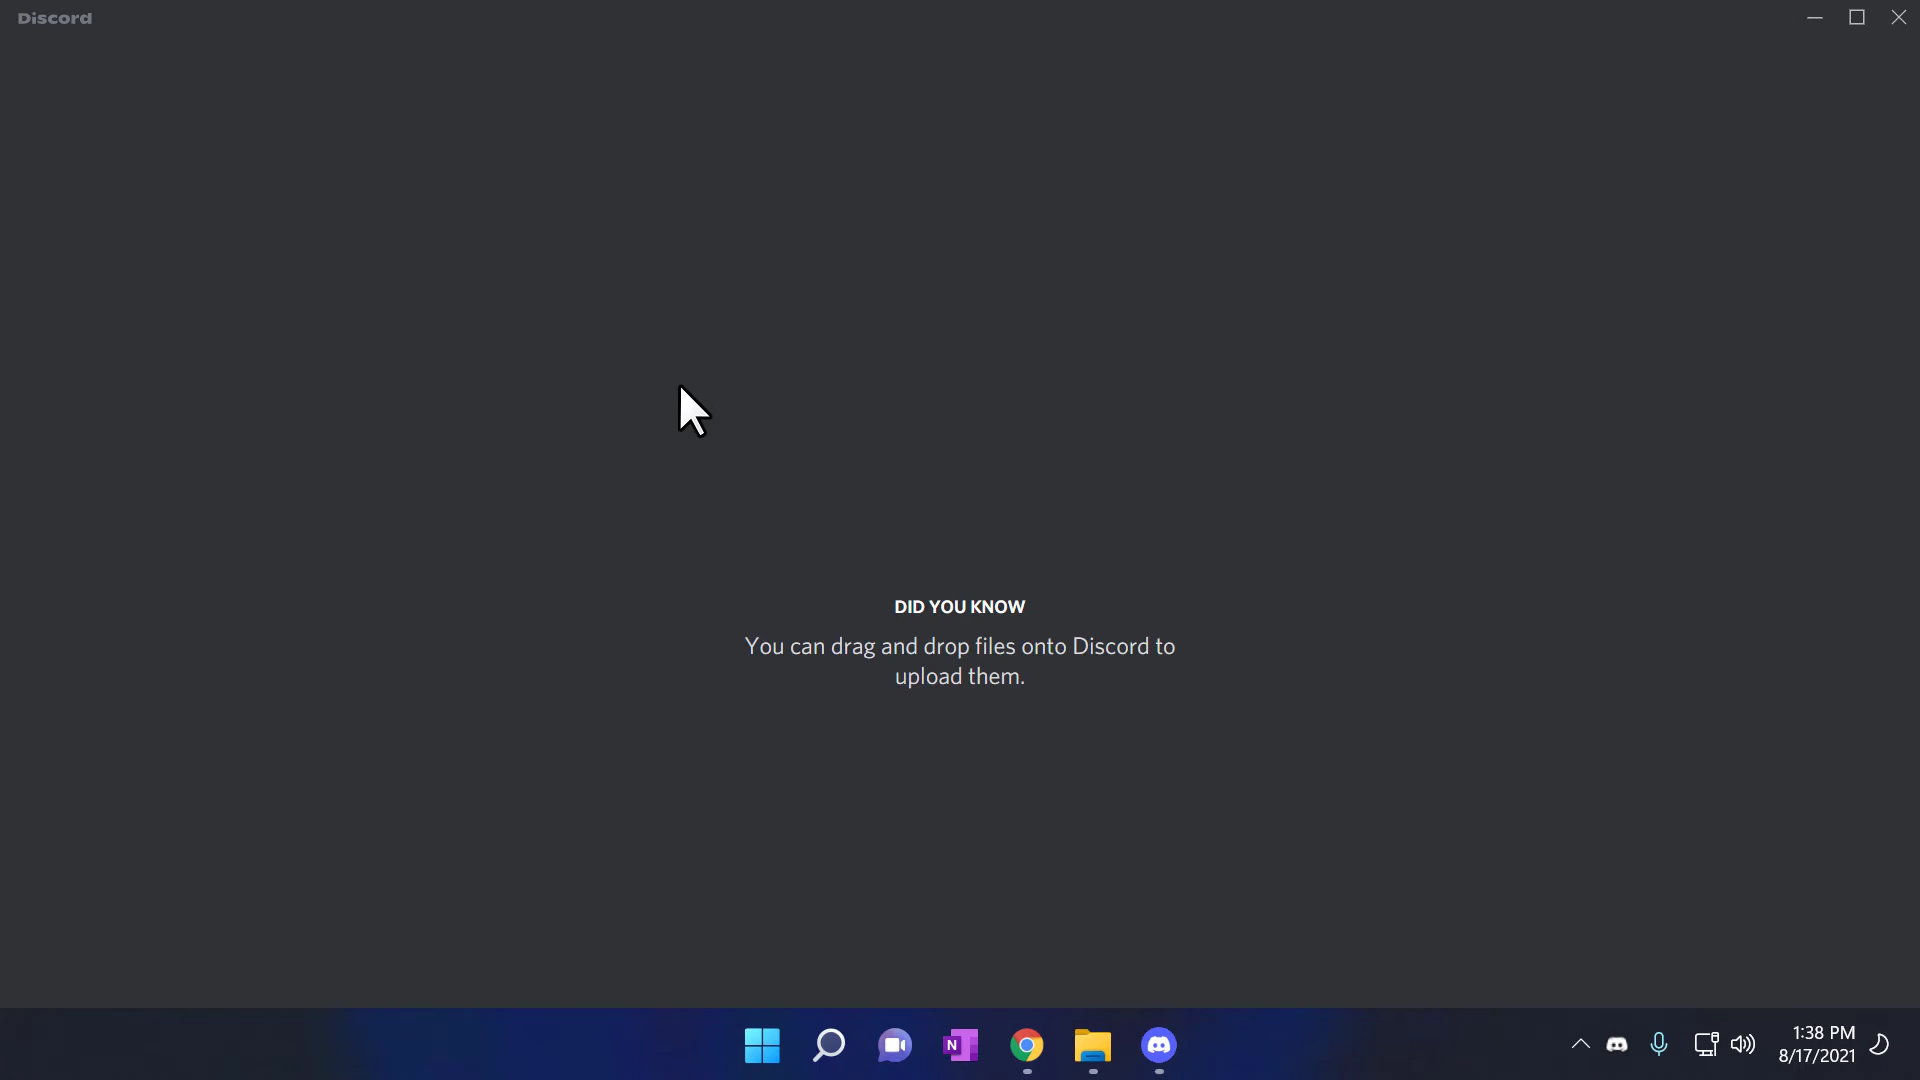 Discord
DID YOU KNOW
You can drag and drop files onto Discord to
upload them.
N
1:38 PM
8/17/2021